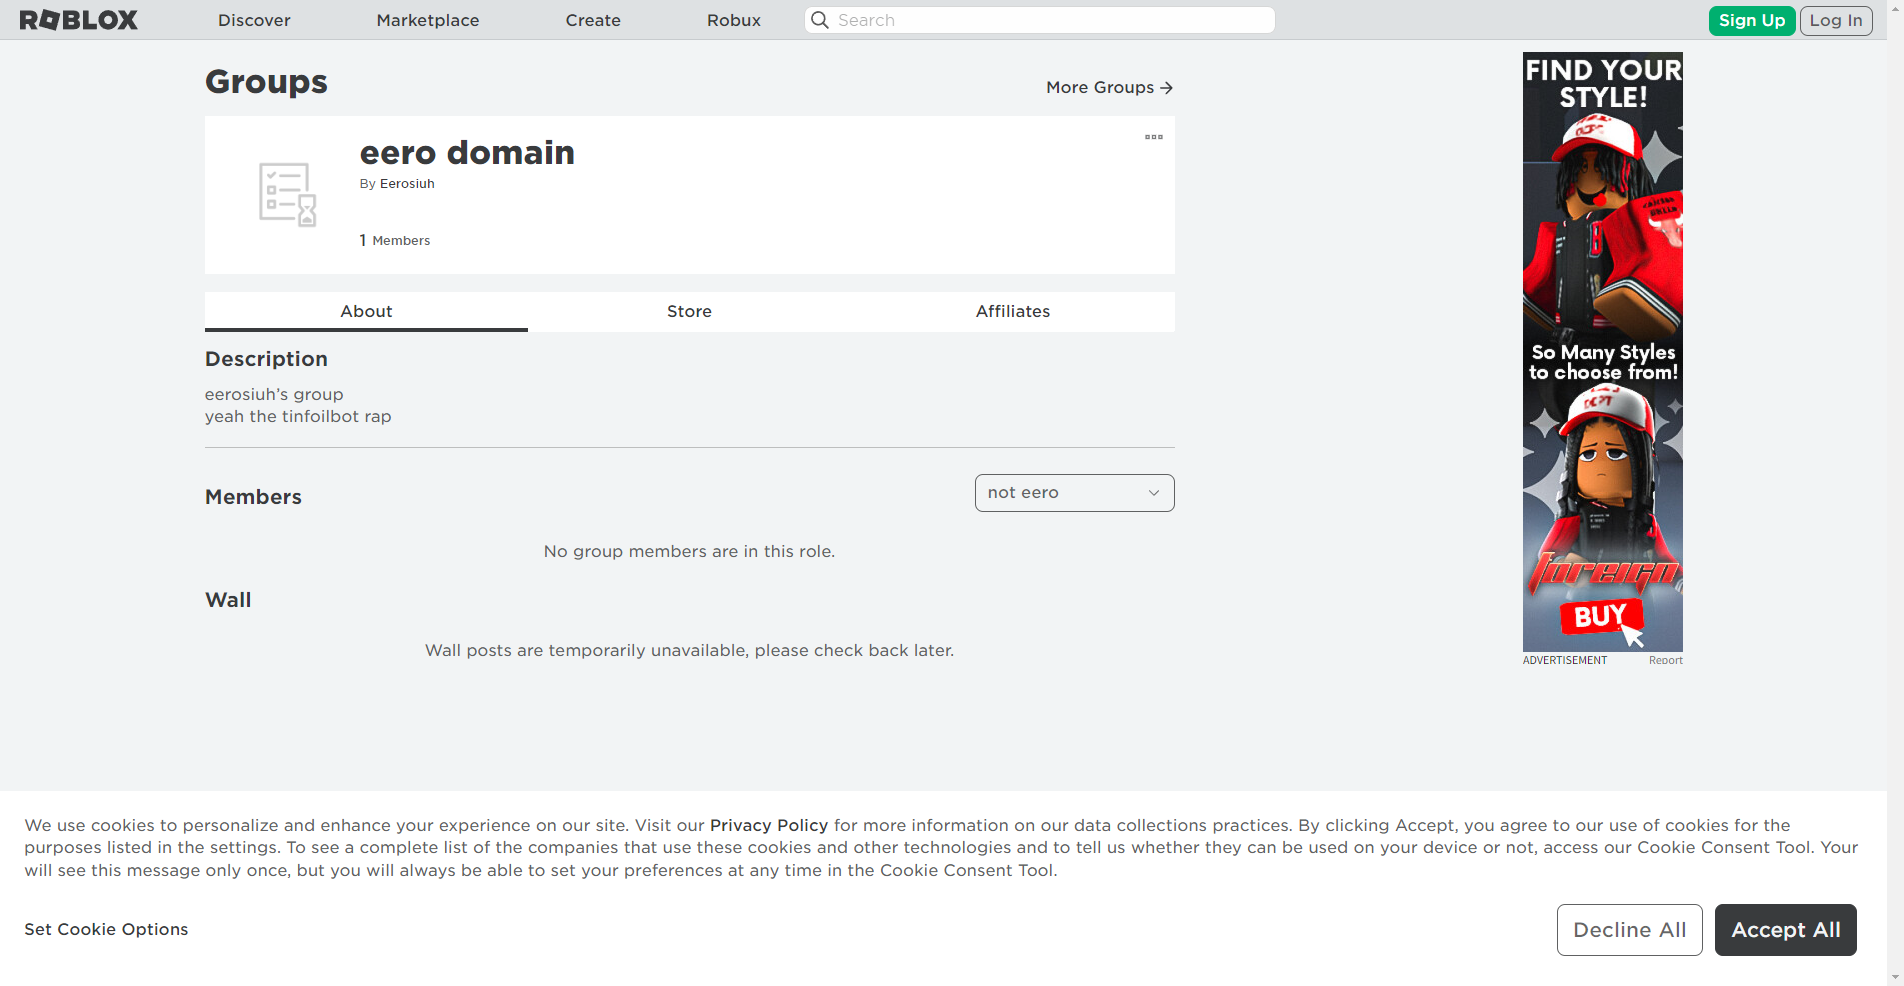 ROBLOX
Discover
Marketplace
Create
Robux
Search
Sign Up
Log In
Groups
More Groups →
eero domain
By Eerosiuh
1 Members
About
Store
Affiliates
Description
eerosiuh’s group
yeah the tinfoilbot rap
Members
not eero
No group members are in this role.
Wall
Wall posts are temporarily unavailable, please check back later.
FIND YOUR
STYLE!
So Many Styles
to choose from!
foreign
BUY
ADVERTISEMENT
Report
We use cookies to personalize and enhance your experience on our site. Visit our Privacy Policy for more information on our data collections practices. By clicking Accept, you agree to our use of cookies for the
purposes listed in the settings. To see a complete list of the companies that use these cookies and other technologies and to tell us whether they can be used on your device or not, access our Cookie Consent Tool. Your
will see this message only once, but you will always be able to set your preferences at any time in the Cookie Consent Tool.
Set Cookie Options
Decline All
Accept All